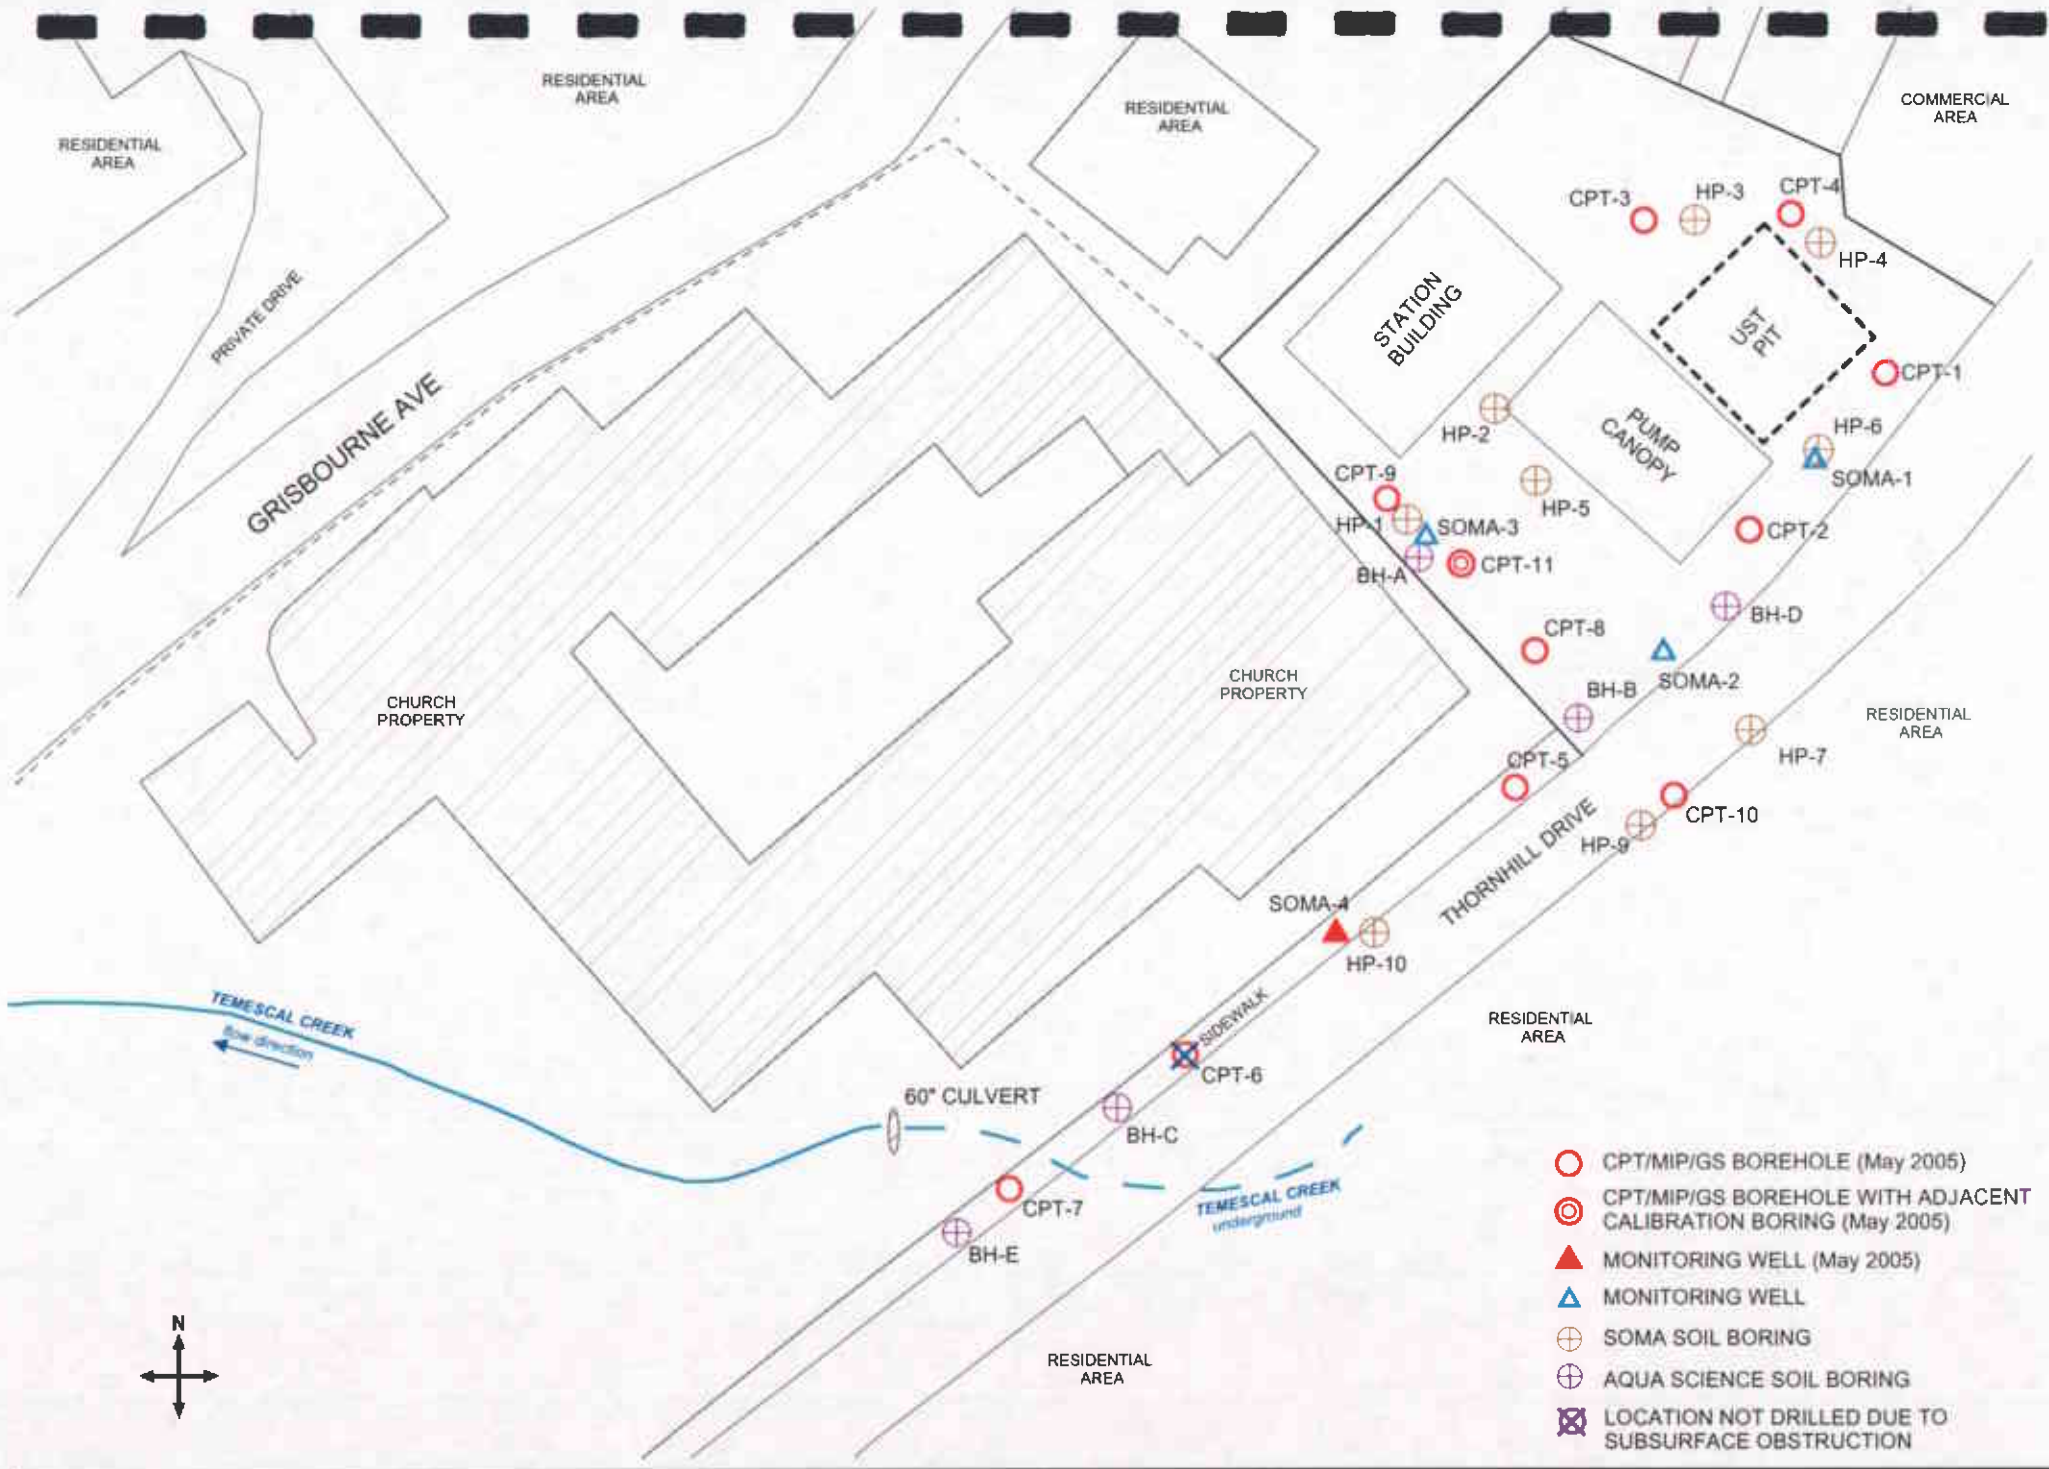 RESIDENTIAL
AREA
RESIDENTIAL
AREA
RESIDENTIAL
AREA
COMMERCIAL
AREA
CPT-3
HP-3
CPT-4
HP-4
PRIVATE DRIVE
STATION
BUILDING
UST
PIT
CPT-1
GRISBOURNE AVE
HP-2
PUMP
CANOPY
HP-6
SOMA-1
CPT-9
HP-1
SOMA-3
HP-5
CPT-2
BH-A
CPT-11
BH-D
CPT-8
SOMA-2
BH-B
CHURCH
PROPERTY
CHURCH
PROPERTY
RESIDENTIAL
AREA
HP-7
CPT-5
CPT-10
HP-9
THORNHILL DRIVE
SOMA-4
HP-10
TEMESCAL CREEK
flow direction
SIDEWALK
RESIDENTIAL
AREA
CPT-6
60" CULVERT
BH-C
CPT-7
TEMESCAL CREEK
underground
BH-E
N
RESIDENTIAL
AREA
CPT/MIP/GS BOREHOLE (May 2005)
CPT/MIP/GS BOREHOLE WITH ADJACENT
CALIBRATION BORING (May 2005)
MONITORING WELL (May 2005)
MONITORING WELL
SOMA SOIL BORING
AQUA SCIENCE SOIL BORING
LOCATION NOT DRILLED DUE TO
SUBSURFACE OBSTRUCTION